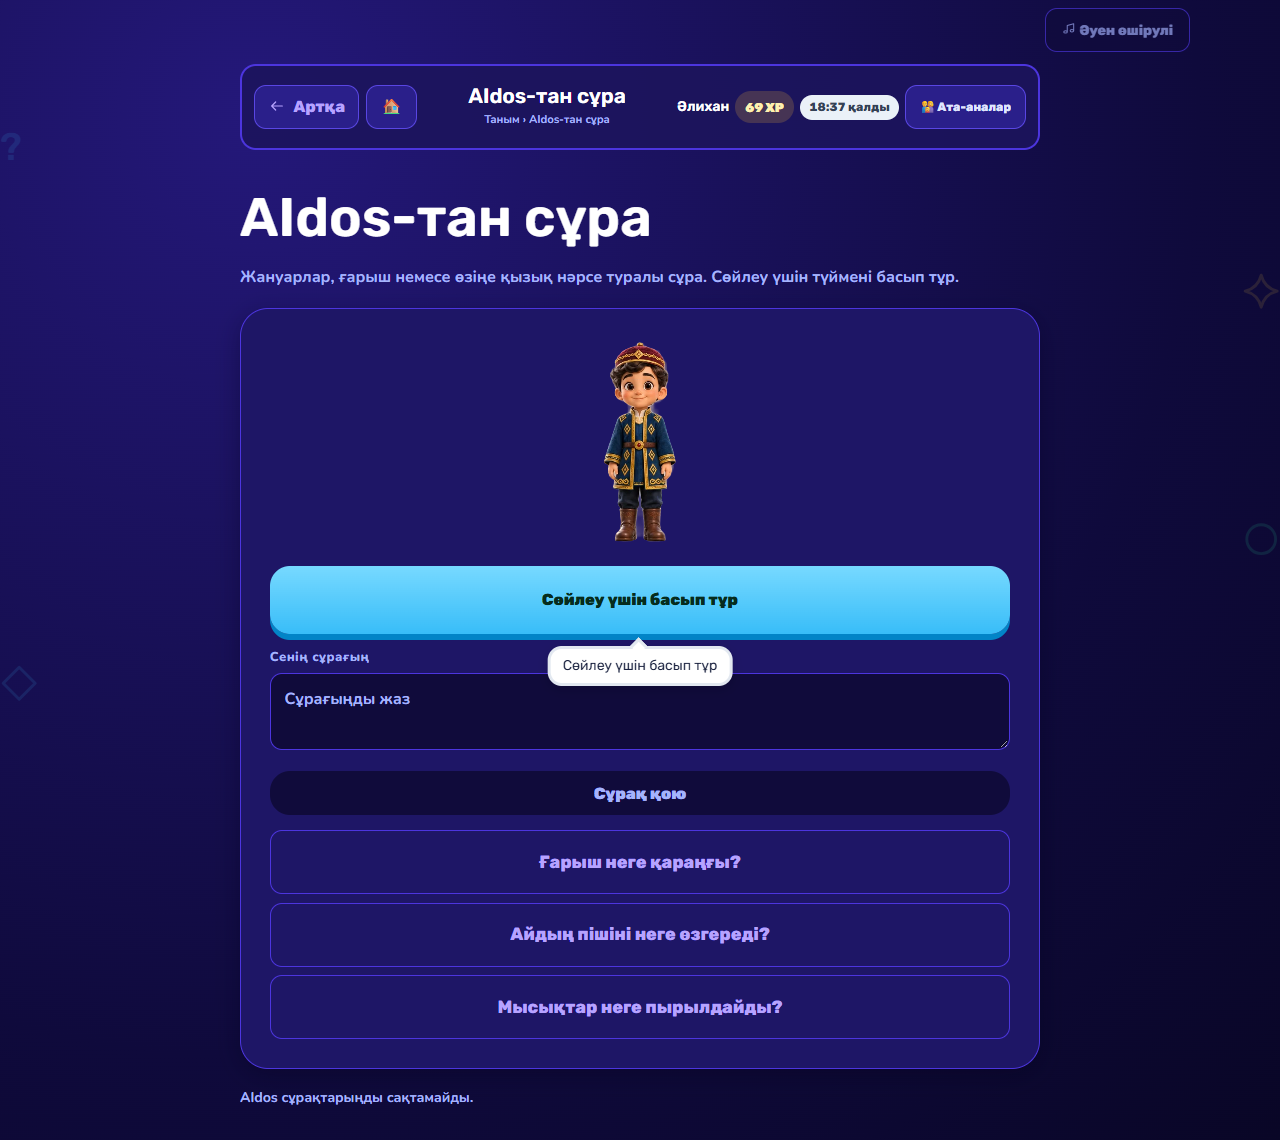 Әуен өшірулі
Артқа
Aldos-тан сұра
Таным › Aldos-тан сұра
Әлихан
69 XP
18:37 қалды
Ата-аналар
Aldos-тан сұра
Жануарлар, ғарыш немесе өзіңе қызық нәрсе туралы сұра. Сөйлеу үшін түймені басып тұр.
Сөйлеу үшін басып тұр
Сенің сұрағың
Сөйлеу үшін басып тұр
Сұрағыңды жаз
Сұрақ қою
Ғарыш неге қараңғы?
Айдың пішіні неге өзгереді?
Мысықтар неге пырылдайды?
Aldos сұрақтарыңды сақтамайды.